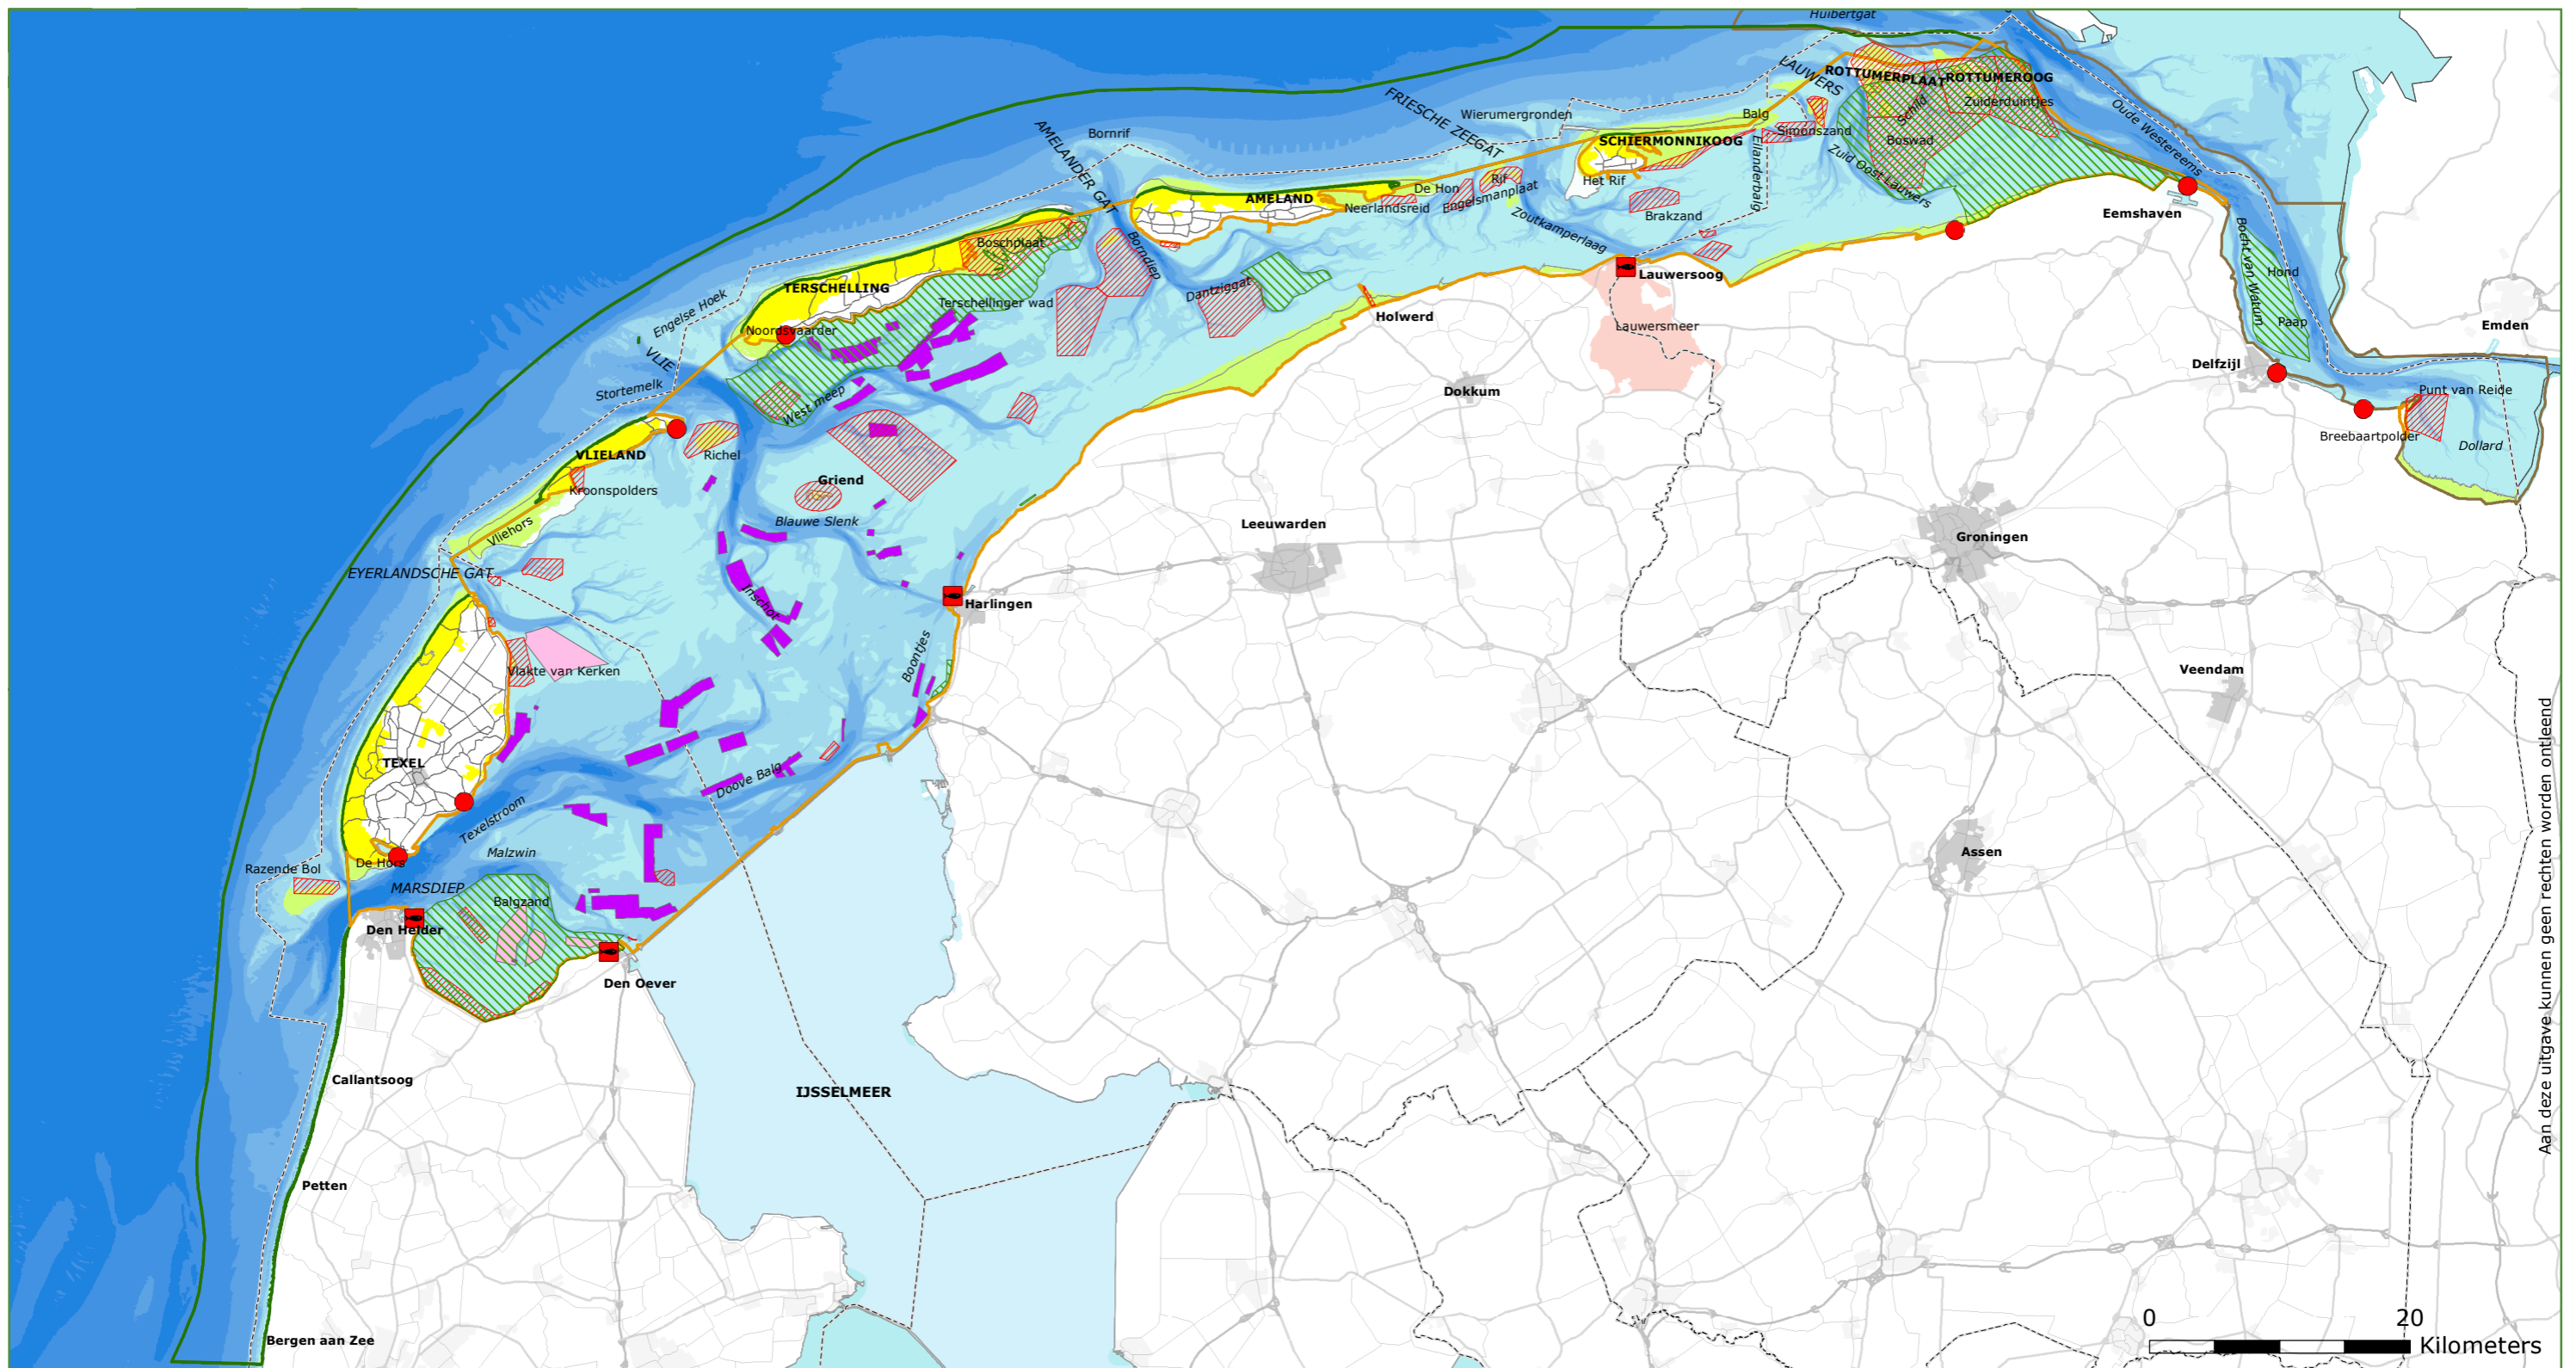 Huibertgat
LAUWERS
ROTTUMERPLAAT
ROTTUMEROOG
Schild
Zuiderduintjes
Oude Westereems
FRIESCHE ZEEGAT
Wierumergronden
Balg
Simonszand
Boswad
Bornrif
AMELANDER GAT
SCHIERMONNIKOOG
Eilanderbalg
Zuid Oost Lauwers
Het Rif
Rif
De Hon
Engelsmanplaat
AMELAND
Neerlandsreid
Brakzand
Zoutkamperlaag
Eemshaven
Bocht van Watum
Hond
Paap
Boschplaat
Borndiep
Dantziggat
Lauwersoog
Holwerd
Lauwersmeer
TERSCHELLING
Terschellinger wad
Engelse Hoek
Noordsvaarder
VLIE
Stortemelk
West meep
Emden
Delfzijl
Punt van Reide
Breebaartpolder
Dollard
Dokkum
VLIELAND
Richel
Griend
Kroonspolders
Blauwe Slenk
Vliehors
Leeuwarden
Groningen
EYERLANDSCHE GAT
Inschot
Harlingen
Boontjes
Vlakte van Kerken
Veendam
TEXEL
Doove Balg
Texelstroom
Malzwin
De Hors
Razende Bol
MARSDIEP
Balgzand
Den Helder
Den Oever
Assen
Callantsoog
IJSSELMEER
Petten
Bergen aan Zee
Aan deze uitgave kunnen geen rechten worden ontleend
0 20
Kilometers